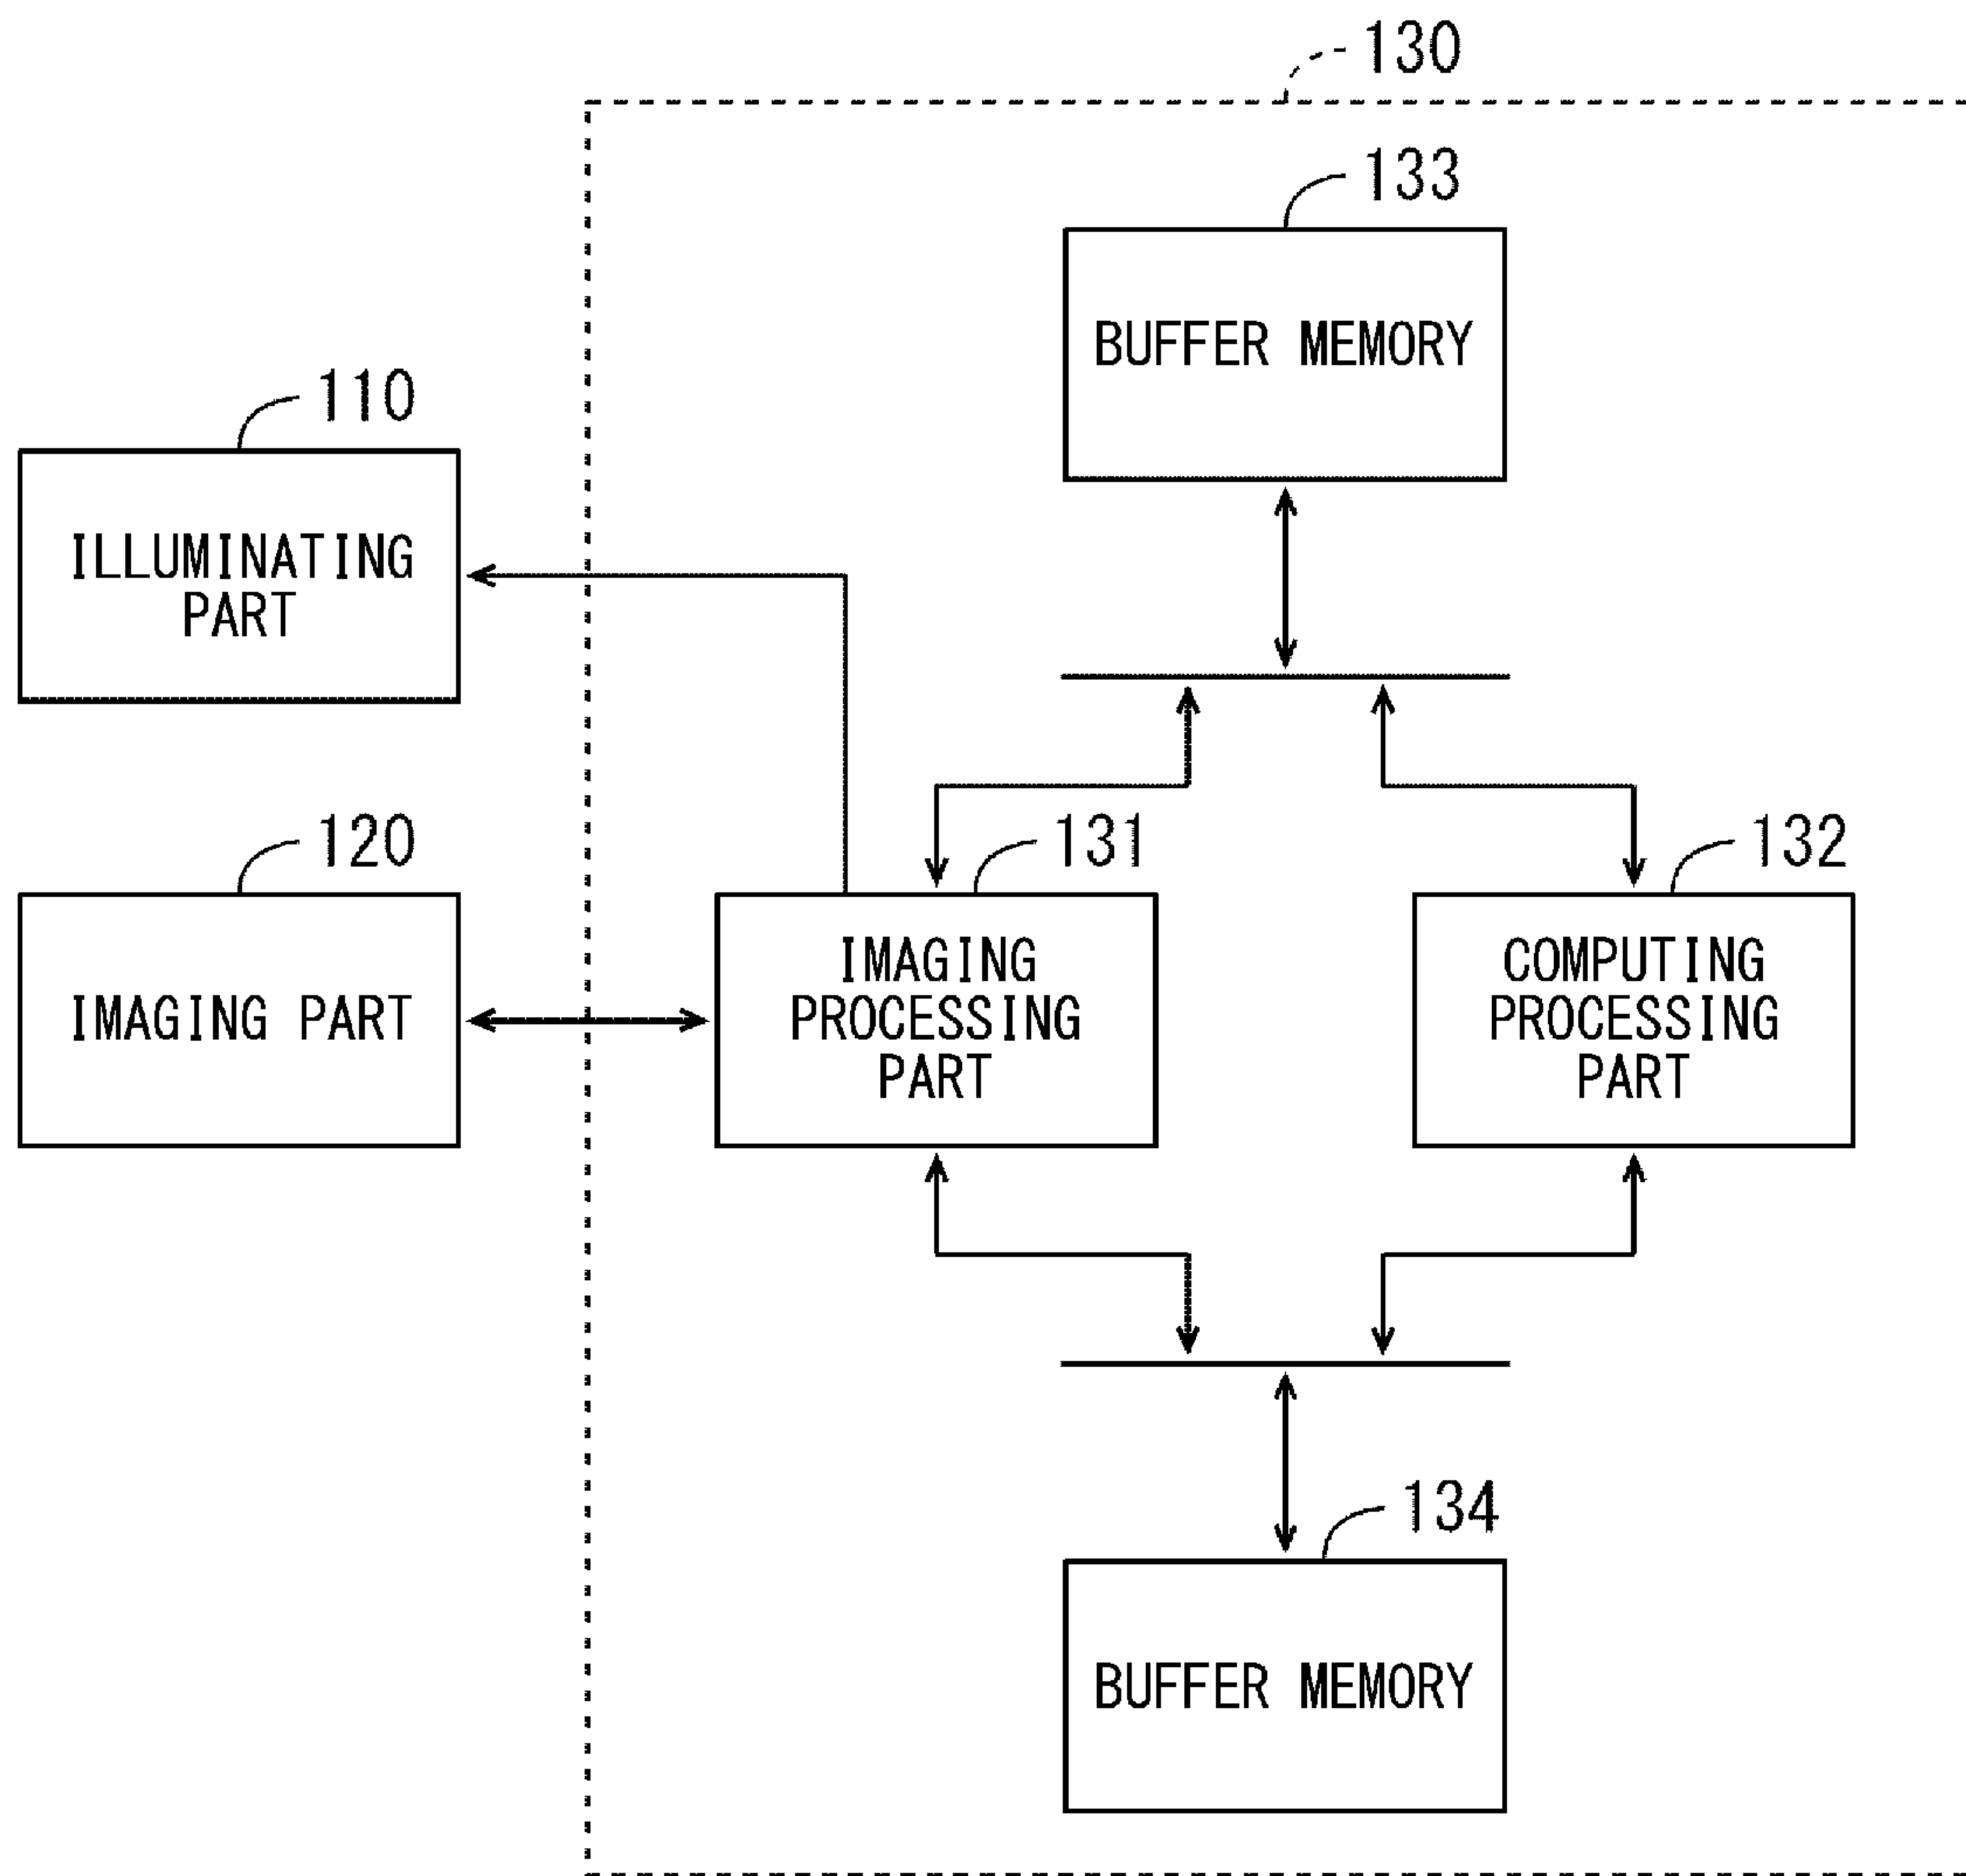 130
133
BUFFER MEMORY
110
ILLUMINATING
PART
120
IMAGING PART
131
IMAGING
PROCESSING
PART
132
COMPUTING
PROCESSING
PART
134
BUFFER MEMORY